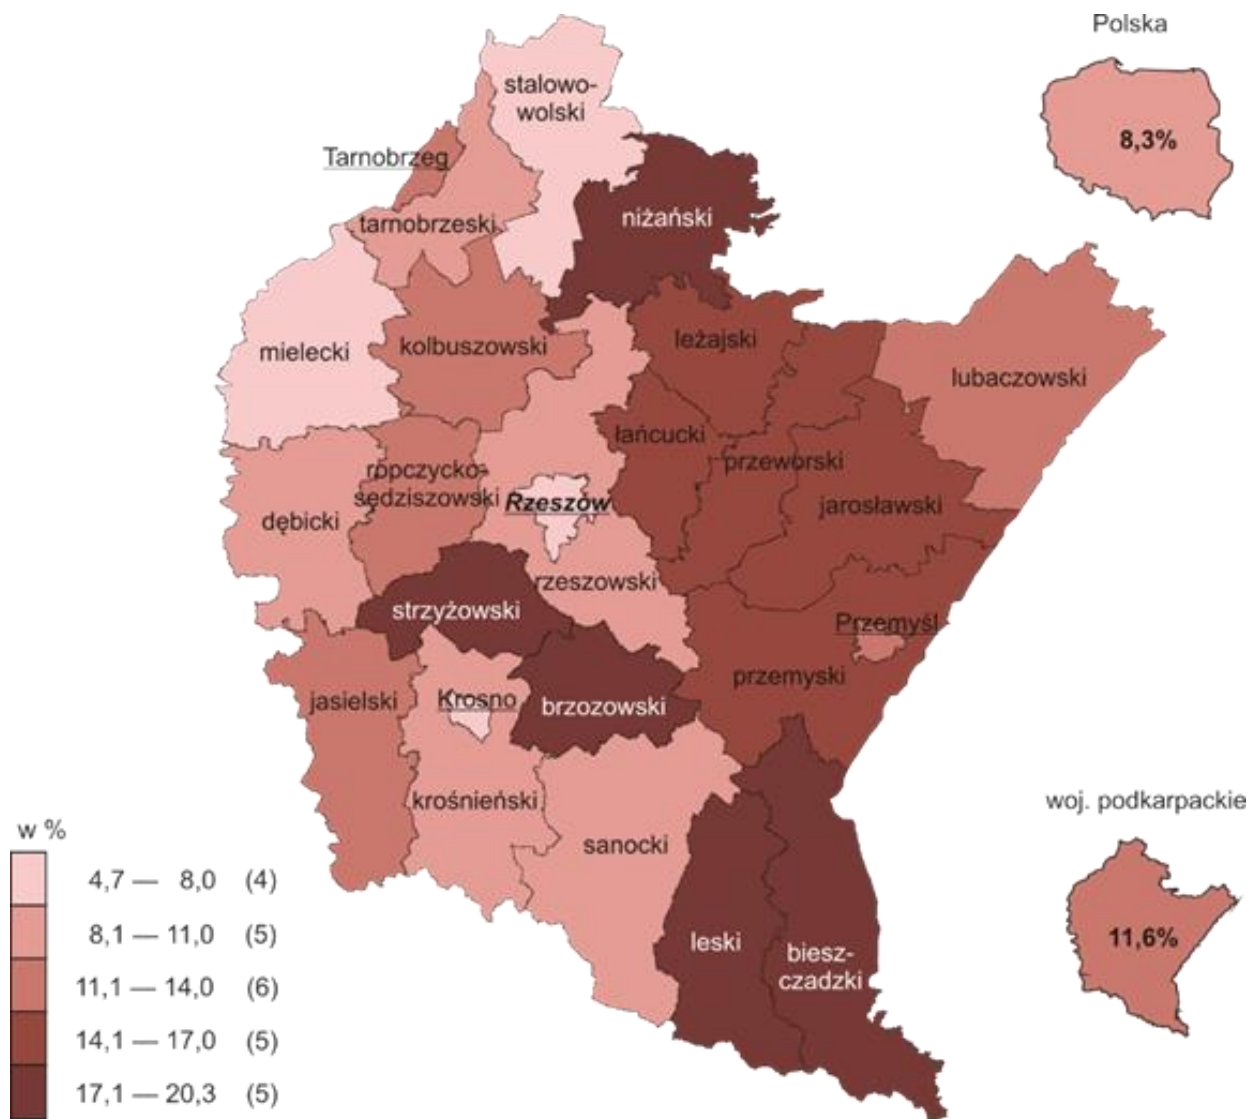 Polska
8,3%
stalowo-
wolski
Tarnobrzeg
tarnobrzeski
niżański
mielecki
kolbuszowski
leżajski
lubaczowski
łańcucki
przeworski
ropczycko-
sędziszowski
Rzeszów
jarosławski
dębicki
rzeszowski
strzyżowski
Przemyśl
przemyski
jasielski
Krosno
brzozowski
krośnieński
sanocki
leski
biesz-
czadzki
woj. podkarpackie
11,6%
w %
4,7 — 8,0 (4)
8,1 — 11,0 (5)
11,1 — 14,0 (6)
14,1 — 17,0 (5)
17,1 — 20,3 (5)